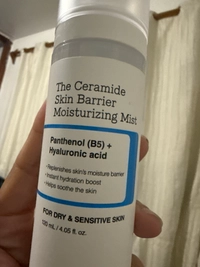 The Ceramide
Skin Barrier
Moisturizing Mist
Panthenol (B5) +
Hyaluronic acid
•Replenishes skin's moisture barrier
•Instant hydration boost
•Helps soothe the skin
FOR DRY & SENSITIVE SKIN
120 mL / 4.05 fl. oz.